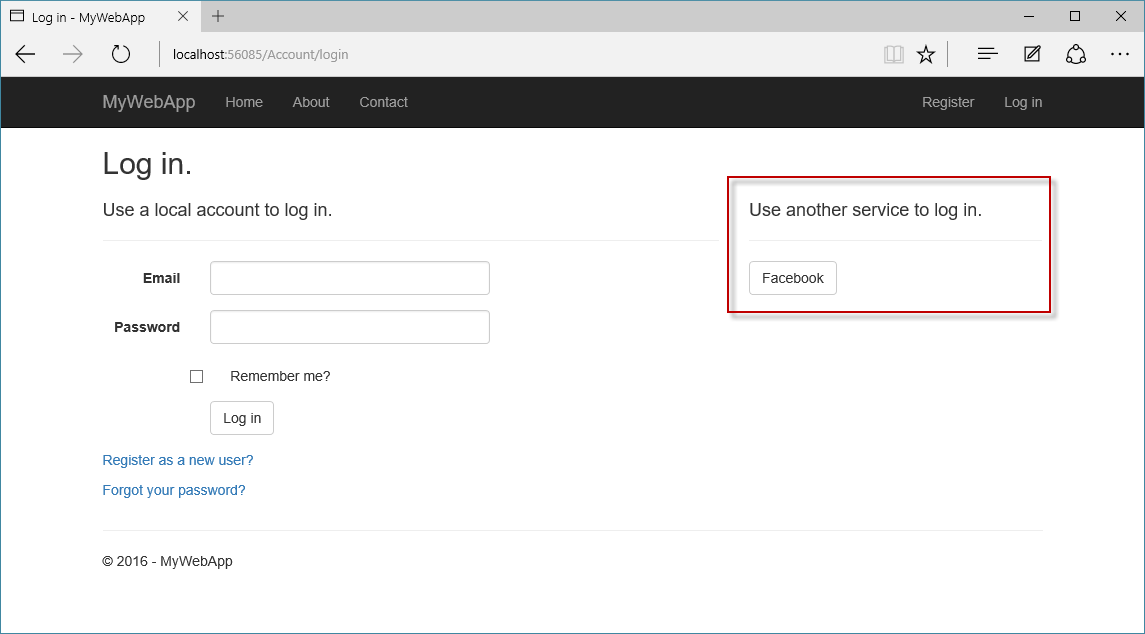 Log in - MyWebApp
localhost:56085/Account/login
MyWebApp Home About Contact Register Log in
Log in.
Use a local account to log in.
Email
Password
Remember me?
Log in
Register as a new user?
Forgot your password?
Use another service to log in.
Facebook
© 2016 - MyWebApp